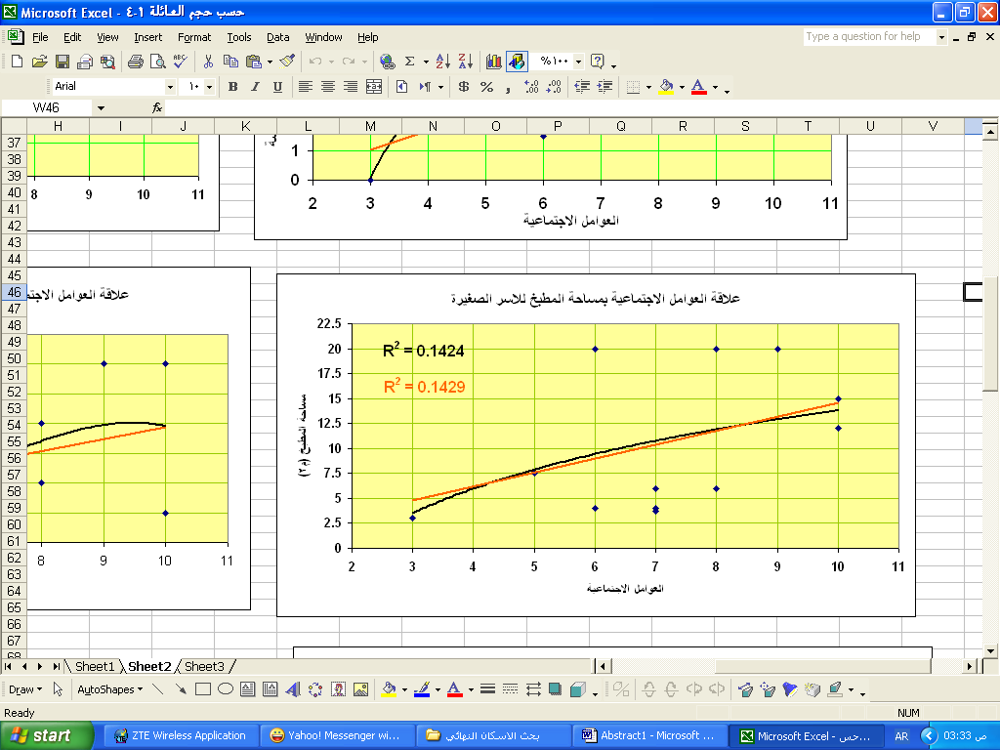 Microsoft Excel - حسب حجم العائلة ١-٤
File Edit View Insert Format Tools Data Window Help
Type a question for help
%١٠٠
Arial ١٠ B I U $ % ,
W46 fx
H I J K L M N O P Q R S T U V
37
38
39
40
41
42
43
44
45
46
47
48
49
50
51
52
53
54
55
56
57
58
59
60
61
62
63
64
65
66
67
68
8 9 10 11
1
0
2 3 4 5 6 7 8 9 10 11
العوامل الاجتماعية
علاقة العوامل
8 9 10 11
علاقة العوامل الاجتماعية بمساحة المطبخ للاسر الصغيرة
22.5
20
17.5
15
12.5
10
7.5
5
2.5
0
R² = 0.1424
R² = 0.1429
مساحة المطبخ (م٢)
2 3 4 5 6 7 8 9 10 11
العوامل الاجتماعية
Sheet1 Sheet2 Sheet3
Draw AutoShapes
Ready NUM
start ZTE Wireless Application Yahoo! Messenger wi... بحث الاسكان النهائي Abstract1 - Microsoft ... Microsoft Excel - حس... AR 03:33 ص